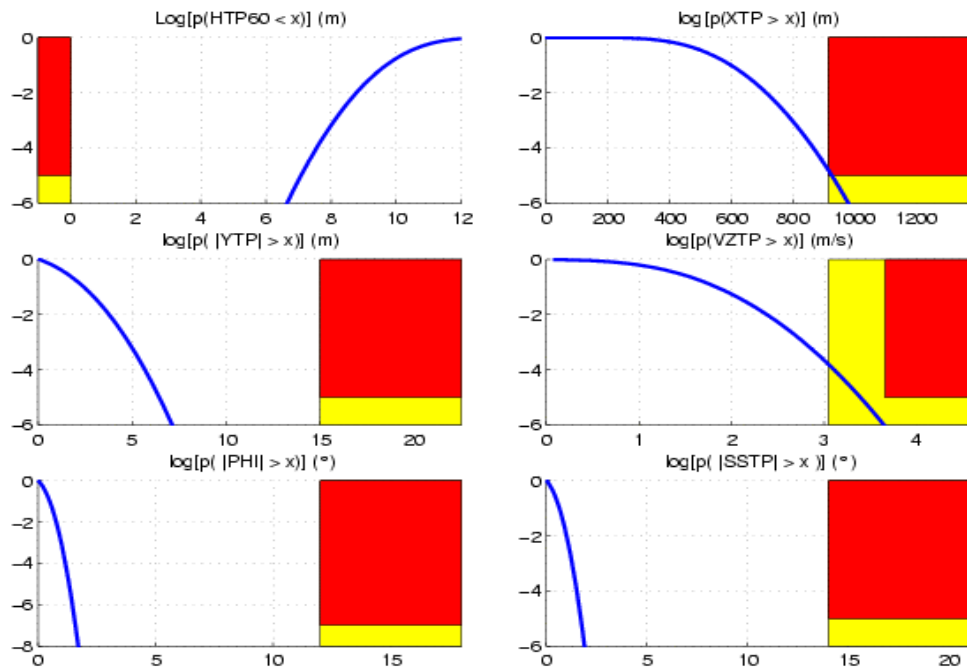 Log[p(HTP60 < x)] (m)
0
−2
−4
−6
0 2 4 6 8 10 12
log[p(XTP > x)] (m)
0
−2
−4
−6
0 200 400 600 800 1000 1200
log[p( |YTP| > x)] (m)
0
−2
−4
−6
0 5 10 15 20
log[p(VZTP > x)] (m/s)
0
−2
−4
−6
0 1 2 3 4
log[p( |PHI| > x)] (°)
0
−2
−4
−6
−8
0 5 10 15
log[p( |SSTP| > x )] (°)
0
−2
−4
−6
0 5 10 15 20